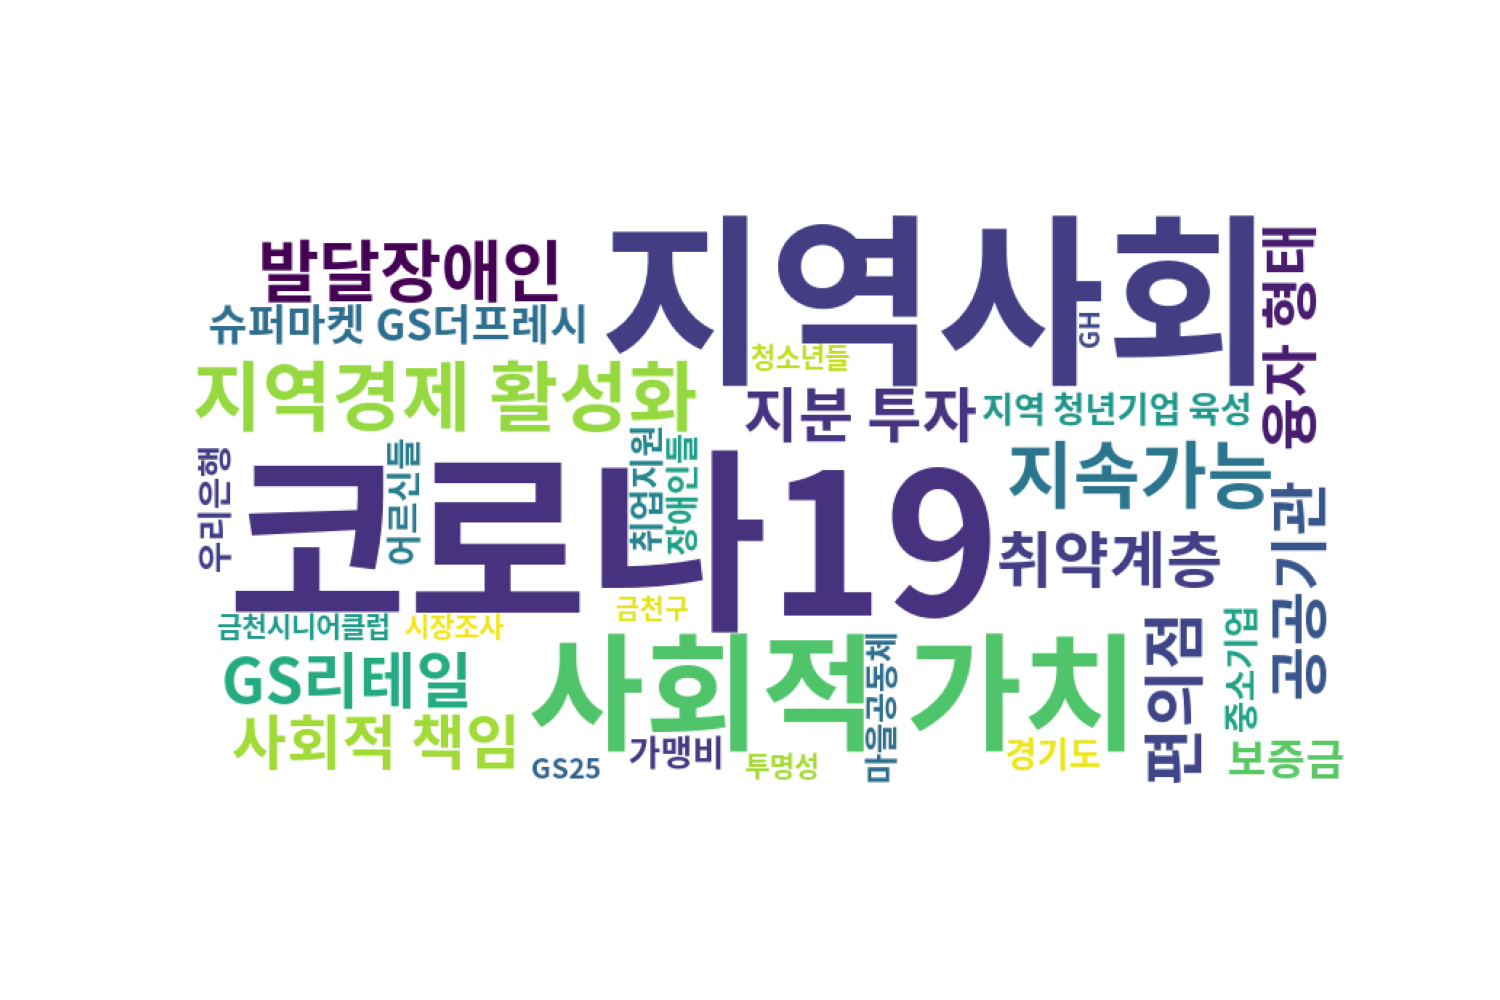 지역사회
발달장애인
융자 형태
슈퍼마켓 GS더프레시
GH
청소년들
지역경제 활성화
지분 투자
지역 청년기업 육성
코로나19
우리은행
어르신들
취업지원
장애인들
지속가능
공공기관
취약계층
금천구
금천시니어클럽
시장조사
사회적 가치
마을공동체
편의점
중소기업
GS리테일
사회적 책임
가맹비
GS25
투명성
경기도
보증금